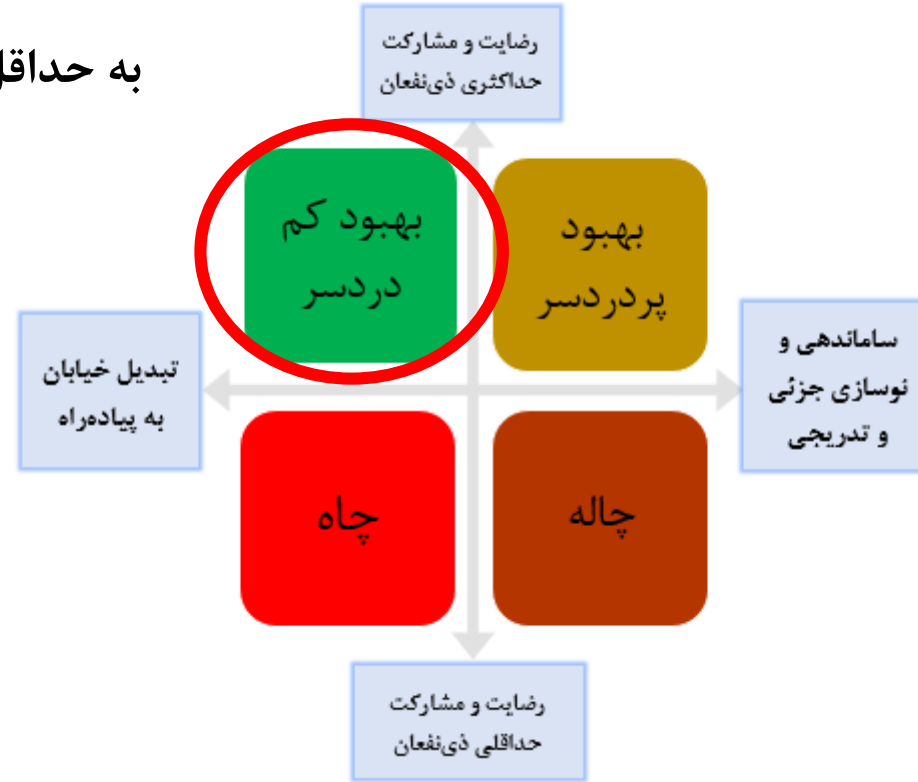 رضایت و مشارکت
حداکثری ذی‌نفعان
به
بهبود کم
دردسر
بهبود
پردردسر
ساماندهی و
نوسازی جزئی
و تدریجی
تبدیل خیابان
به پیاده‌راه
چاله
چاه
رضایت و مشارکت
حداقلی ذی‌نفعان